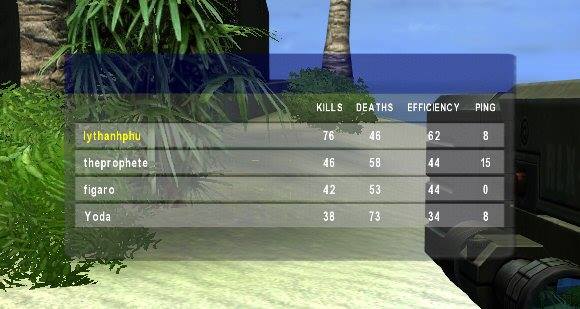 KILLS DEATHS EFFICIENCY PING
lythanhphu 76 46 62 8
theprophete 46 58 44 15
figaro 42 53 44 0
Yoda 38 73 34 8